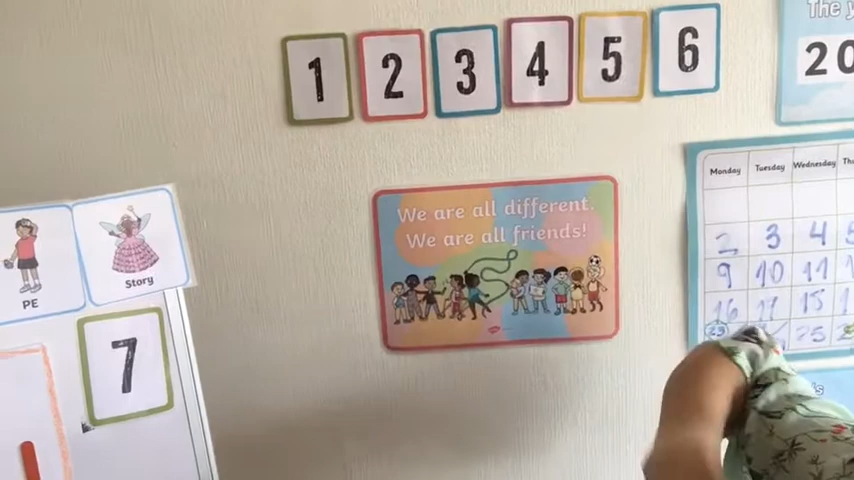 1 2 3 4 5 6
The
20
We are all different.
We are all friends!
Monday Tuesday Wednesday
2 3 4
9 10 11
16 17
23 25
PE
Story
7